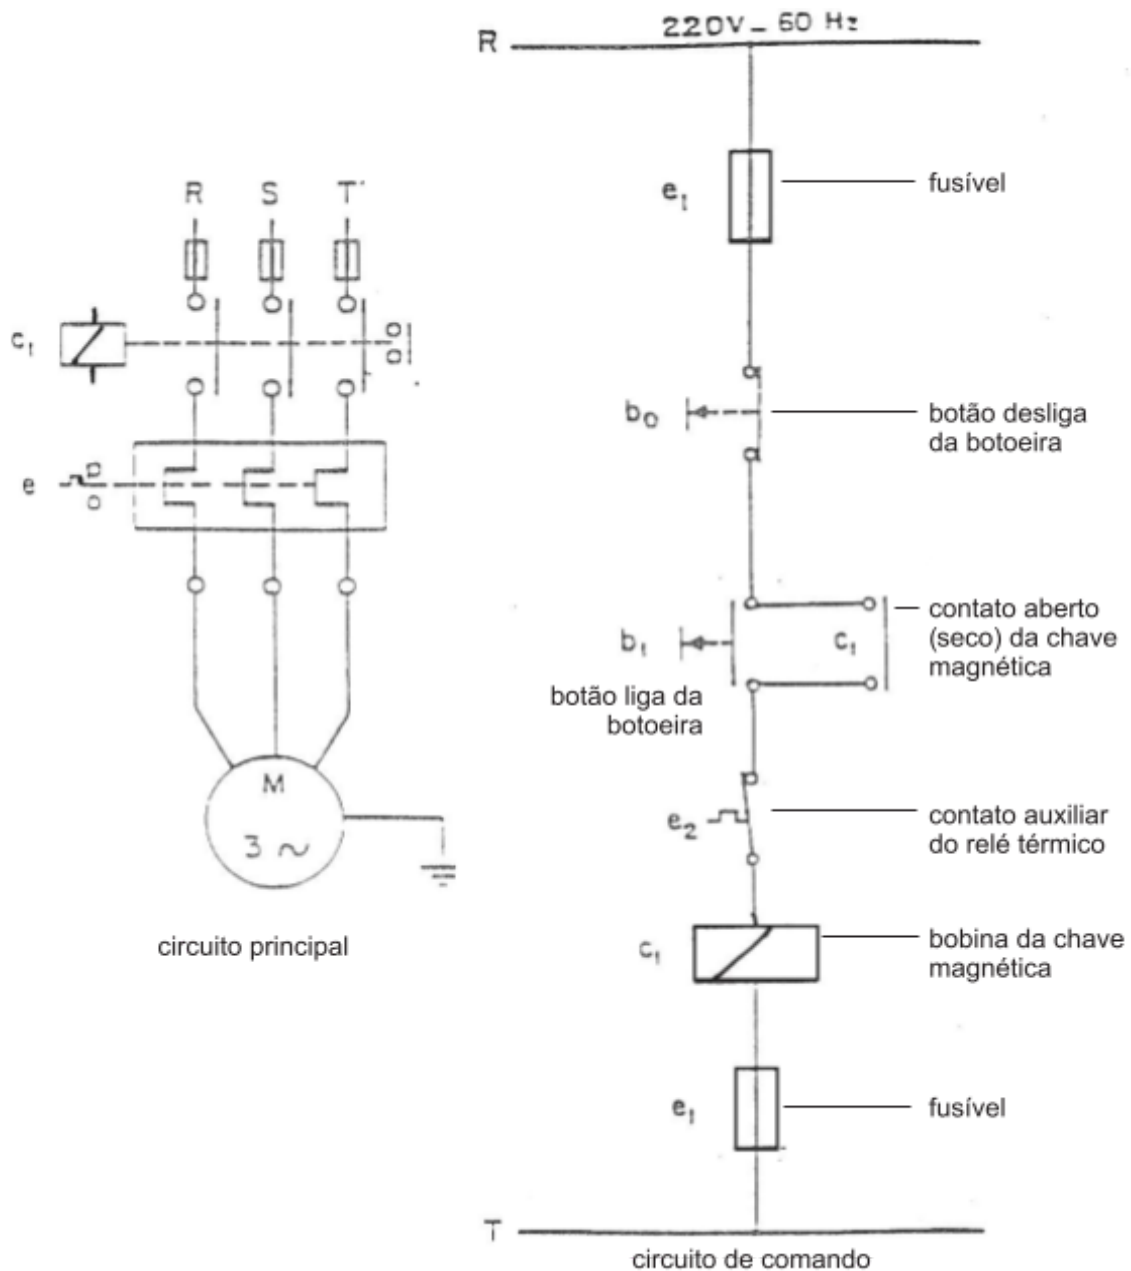 R S T
c1
e
M
3 ~
circuito principal
220V_ 60 Hz
R
e1
fusível
b0
botão desliga
da botoeira
b1
c1
contato aberto
(seco) da chave
magnética
botão liga da
botoeira
e2
contato auxiliar
do relé térmico
c1
bobina da chave
magnética
e1
fusível
T
circuito de comando